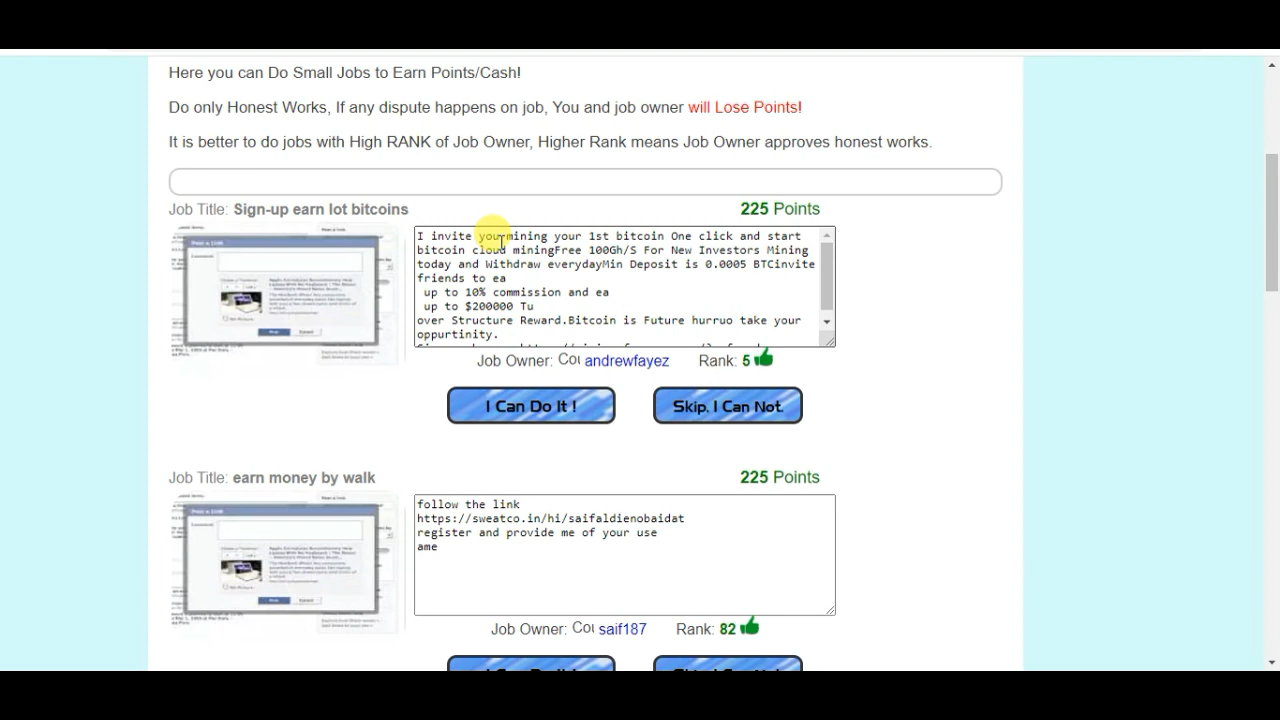 Here you can Do Small Jobs to Earn Points/Cash!
Do only Honest Works, If any dispute happens on job, You and job owner will Lose Points!
It is better to do jobs with High RANK of Job Owner, Higher Rank means Job Owner approves honest works.
Job Title: Sign-up earn lot bitcoins
225 Points
I invite you mining your 1st bitcoin One click and start
bitcoin cloud miningFree 100Gh/S For New Investors Mining
today and Withdraw everydayMin Deposit is 0.0005 BTCinvite
friends to ea
up to 10% commission and ea
up to $200000 Tu
over Structure Reward.Bitcoin is Future hurruo take your
oppurtinity.
Job Owner: Cou andrewfayez Rank: 5
I Can Do It !
Skip. I Can Not.
Job Title: earn money by walk
225 Points
follow the link
https://sweatco.in/hi/saifaldienobaidat
register and provide me of your use
ame
Job Owner: Cou saif187 Rank: 82